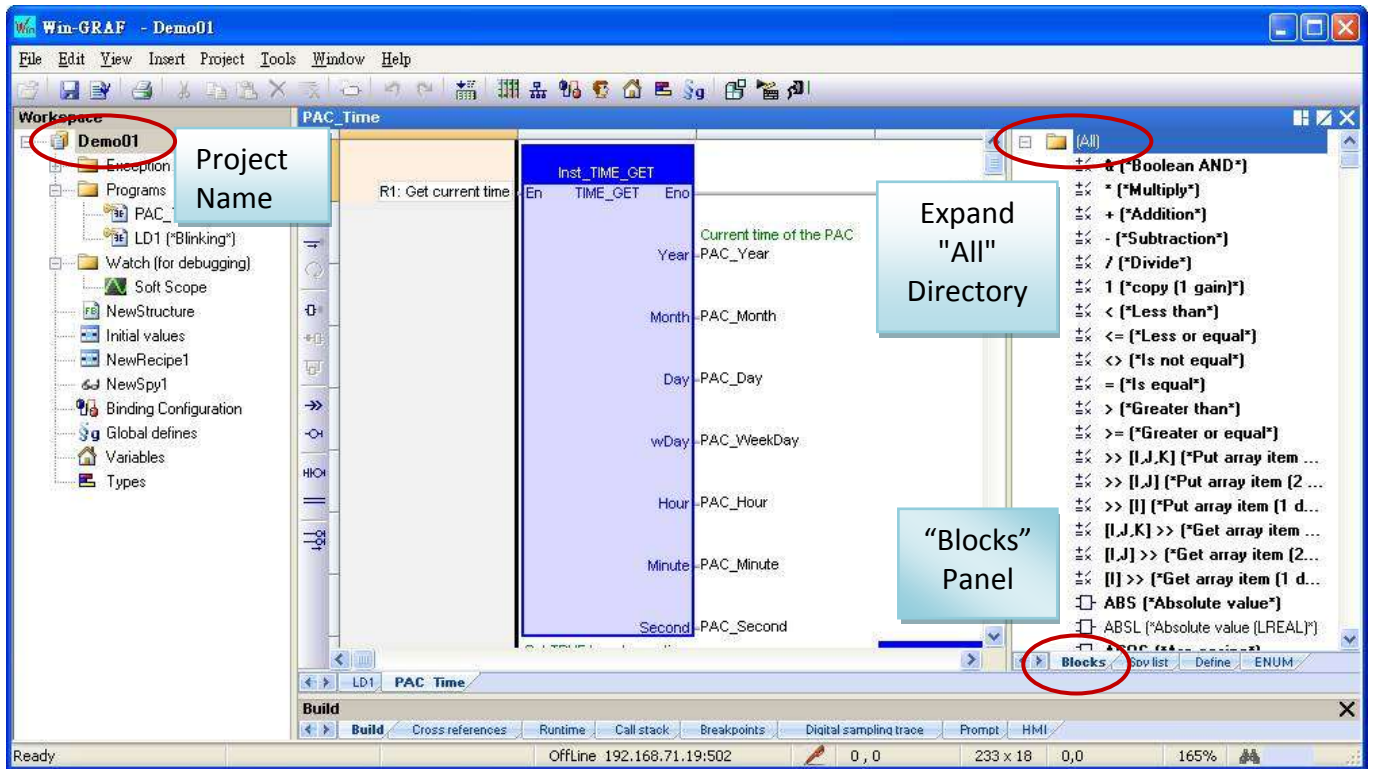 Win-GRAF - Demo01
File Edit View Insert Project Tools Window Help
Workspace
Demo01
Exception
Programs
PAC_
LD1 (*Blinking*)
Watch (for debugging)
Soft Scope
NewStructure
Initial values
NewRecipe1
NewSpy1
Binding Configuration
Global defines
Variables
Types
Project
Name
PAC_Time
R1: Get current time
Inst_TIME_GET
En TIME_GET Eno
Current time of the PAC
Year PAC_Year
Month PAC_Month
Day PAC_Day
wDay PAC_WeekDay
Hour PAC_Hour
Minute PAC_Minute
Second PAC_Second
Expand
"All"
Directory
“Blocks”
Panel
(All)
& (*Boolean AND*)
* (*Multiply*)
+ (*Addition*)
- (*Subtraction*)
/ (*Divide*)
1 (*copy (1 gain)*)
< (*Less than*)
<= (*Less or equal*)
<> (*Is not equal*)
= (*Is equal*)
> (*Greater than*)
>= (*Greater or equal*)
>> [I,J,K] (*Put array item ...
>> [I,J] (*Put array item (2 ...
>> [I] (*Put array item (1 d...
[I,J,K] >> (*Get array item ...
[I,J] >> (*Get array item (2...
[I] >> (*Get array item (1 d...
ABS (*Absolute value*)
ABSL (*Absolute value (LREAL)*)
Blocks Spy list Define ENUM
LD1 PAC_Time
Build
Build Cross references Runtime Call stack Breakpoints Digital sampling trace Prompt HMI
Ready OffLine 192.168.71.19:502 0 , 0 233 x 18 0,0 165%